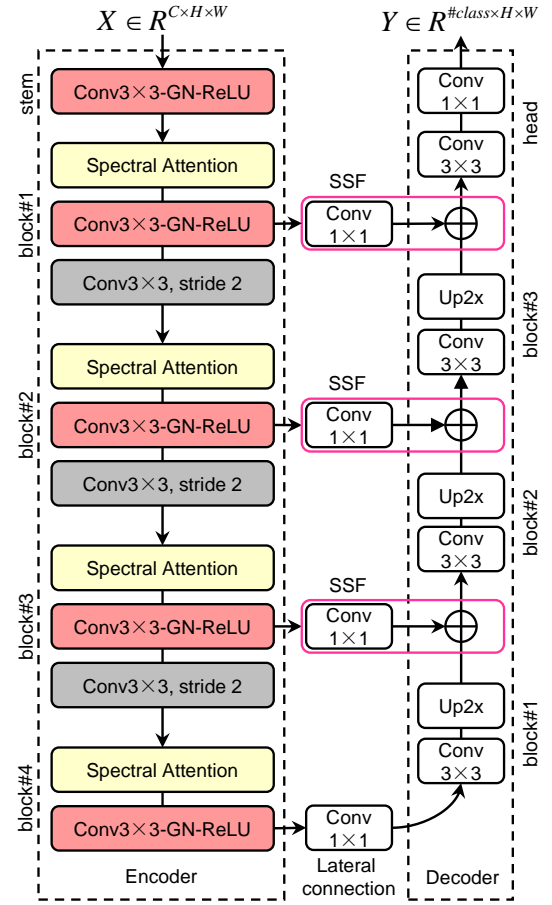 X ∈ R^{C×H×W}
Y ∈ R^{#class×H×W}
stem
Conv3×3-GN-ReLU
block#1
Spectral Attention
Conv3×3-GN-ReLU
Conv3×3, stride 2
block#2
Spectral Attention
Conv3×3-GN-ReLU
Conv3×3, stride 2
block#3
Spectral Attention
Conv3×3-GN-ReLU
Conv3×3, stride 2
block#4
Spectral Attention
Conv3×3-GN-ReLU
Encoder
SSF
Conv
1×1
SSF
Conv
1×1
SSF
Conv
1×1
Conv
1×1
Lateral
connection
head
Conv
1×1
Conv
3×3
block#3
Up2x
Conv
3×3
block#2
Up2x
Conv
3×3
block#1
Up2x
Conv
3×3
Decoder